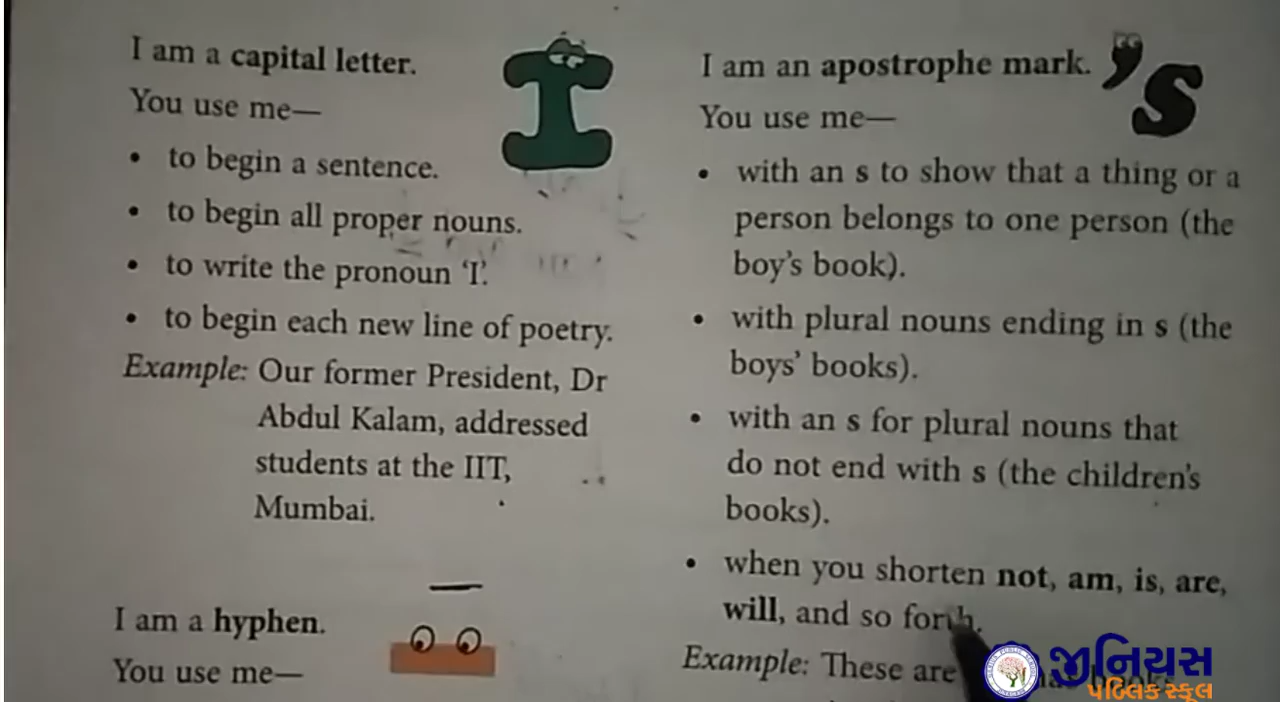 I am a capital letter.
You use me—
• to begin a sentence.
• to begin all proper nouns.
• to write the pronoun ‘I’.
• to begin each new line of poetry.
Example: Our former President, Dr
Abdul Kalam, addressed
students at the IIT,
Mumbai.
I am a hyphen.
You use me—
I am an apostrophe mark.
’s
You use me—
• with an s to show that a thing or a
person belongs to one person (the
boy’s book).
• with plural nouns ending in s (the
boys’ books).
• with an s for plural nouns that
do not end with s (the children’s
books).
• when you shorten not, am, is, are,
will, and so forth.
Example: These are
જીનિયસ
પબ્લિક સ્કૂલ